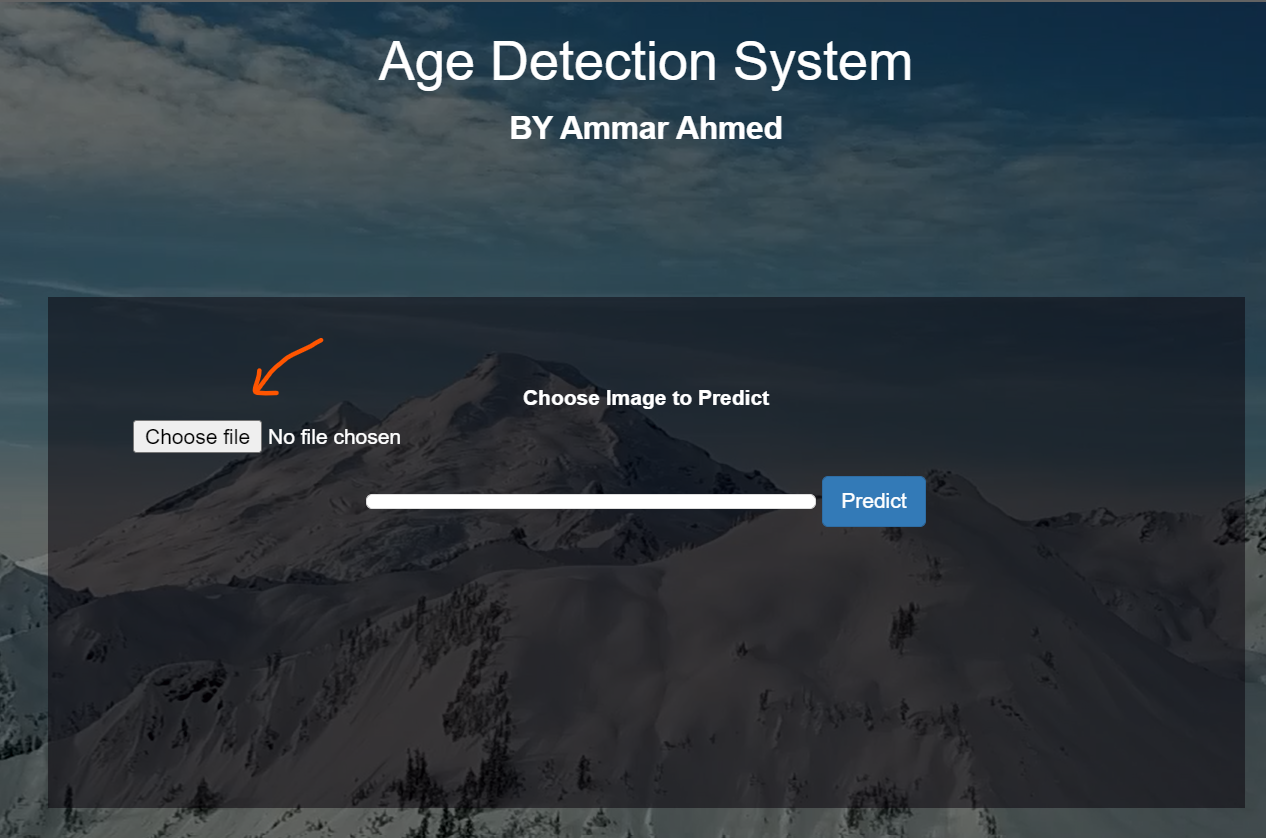 Age Detection System
BY Ammar Ahmed
Choose Image to Predict
Choose file No file chosen
Predict